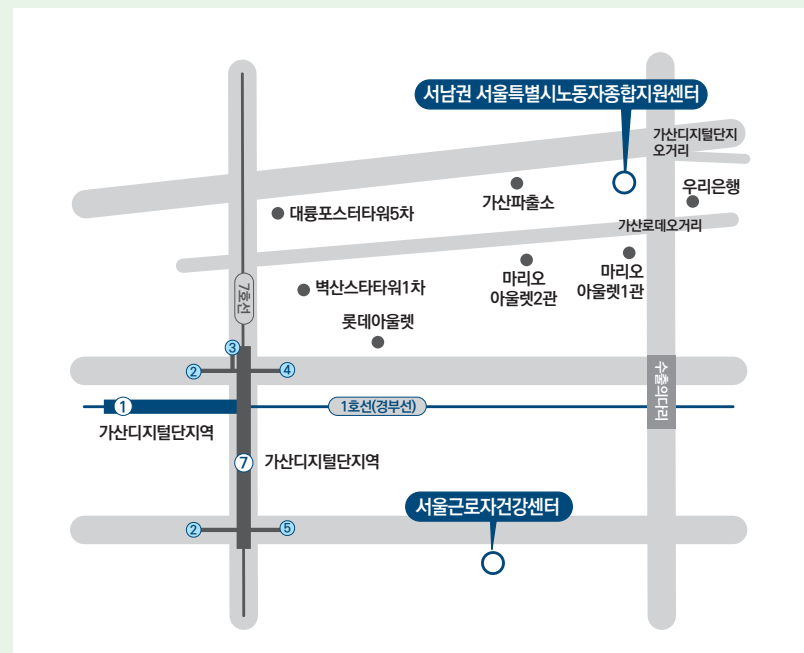 서남권 서울특별시노동자종합지원센터
가산디지털단지
오거리
우리은행
가산파출소
대륭포스터타워5차
가산로데오거리
마리오
아울렛1관
마리오
아울렛2관
벽산스타타워1차
7호선
롯데아울렛
3
2
4
수출의다리
1
1호선(경부선)
가산디지털단지역
7
가산디지털단지역
서울근로자건강센터
2
5